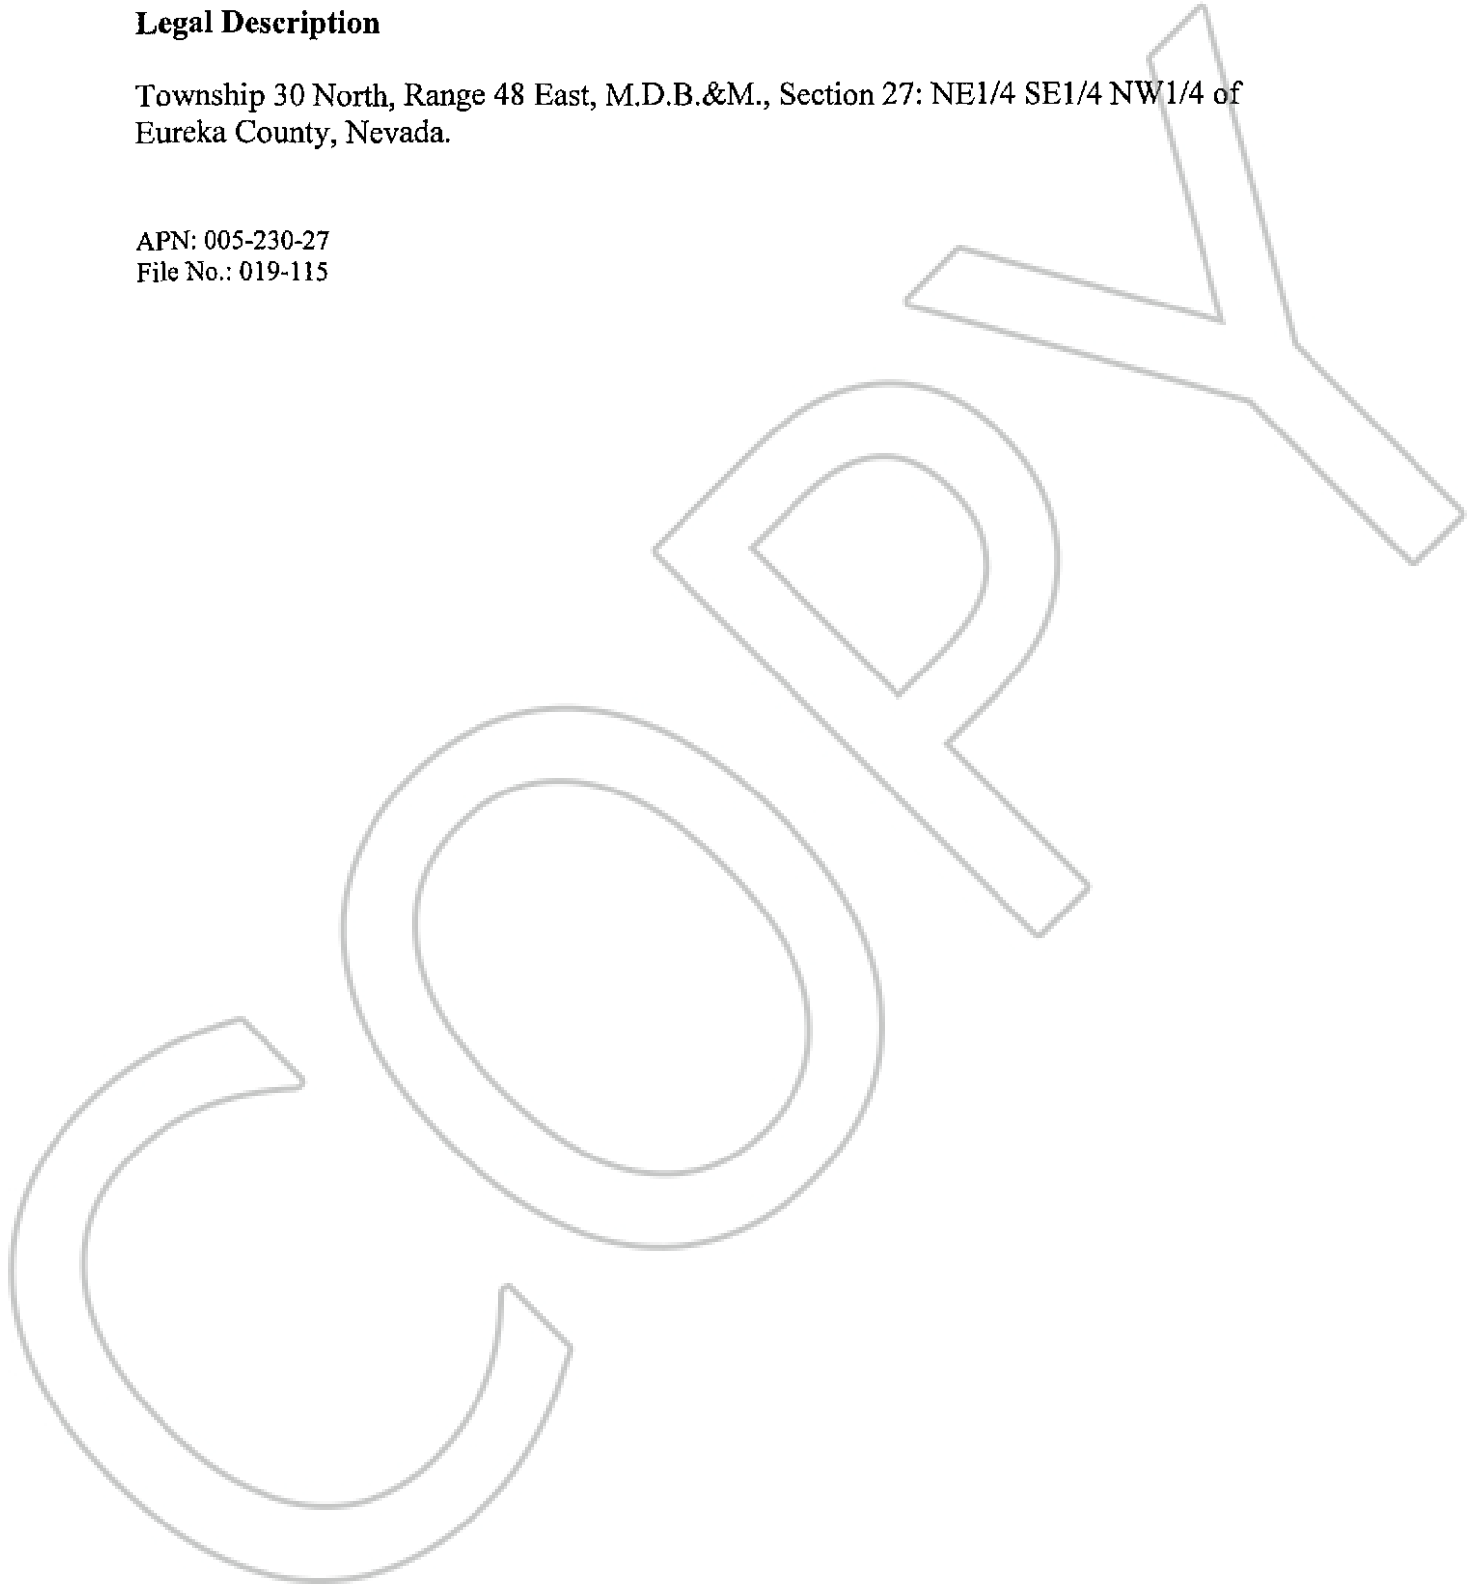 Legal Description
Township 30 North, Range 48 East, M.D.B.&M., Section 27: NE1/4 SE1/4 NW1/4 of
Eureka County, Nevada.
APN: 005-230-27
File No.: 019-115
COPY